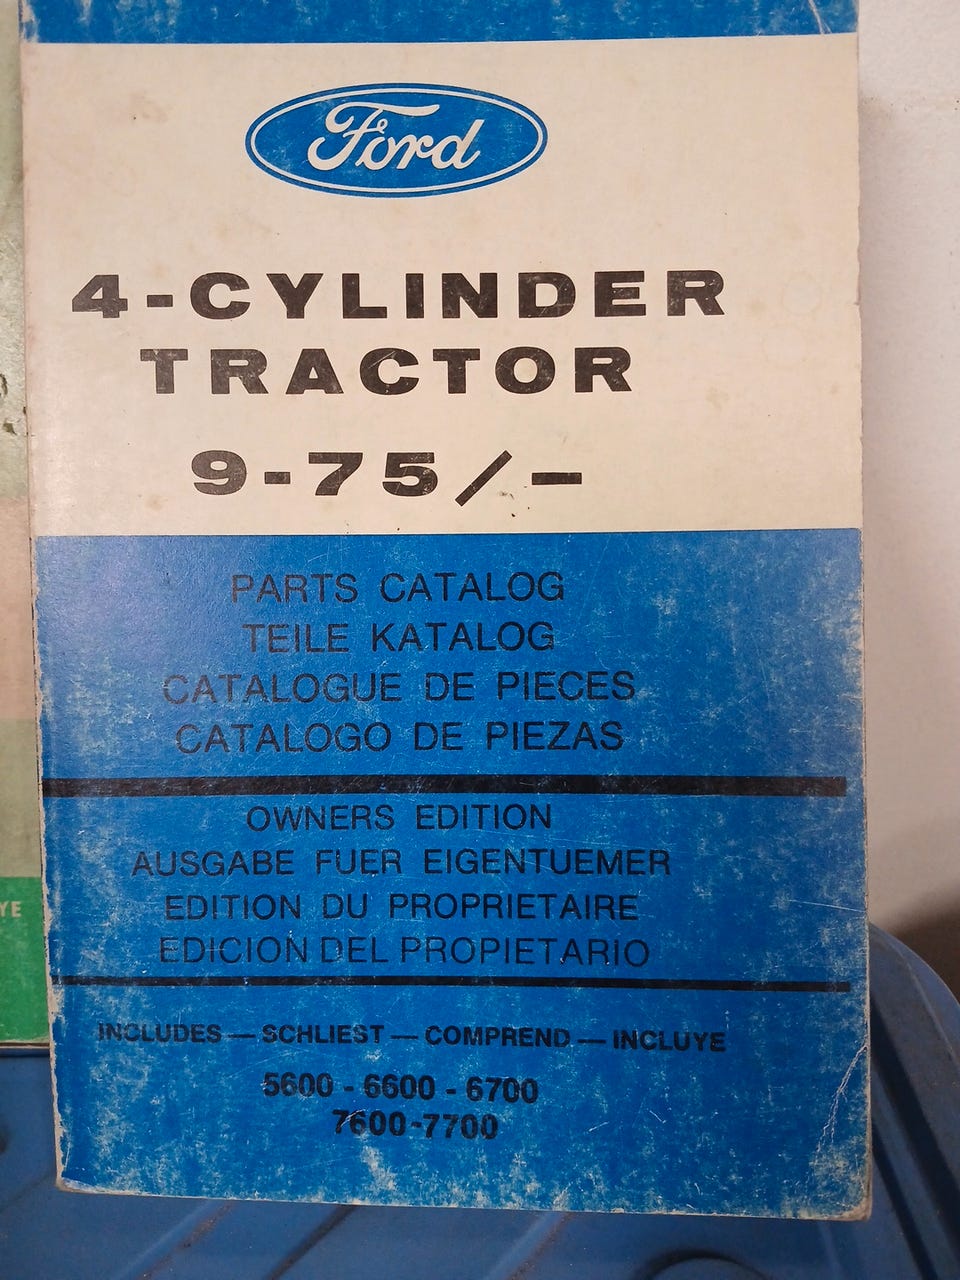 Ford
4-CYLINDER
TRACTOR
9-75/-
PARTS CATALOG
TEILE KATALOG
CATALOGUE DE PIECES
CATALOGO DE PIEZAS
OWNERS EDITION
AUSGABE FUER EIGENTUEMER
EDITION DU PROPRIETAIRE
EDICION DEL PROPIETARIO
INCLUDES — SCHLIEST — COMPREND — INCLUYE
5600 - 6600 - 6700
7600-7700
YE